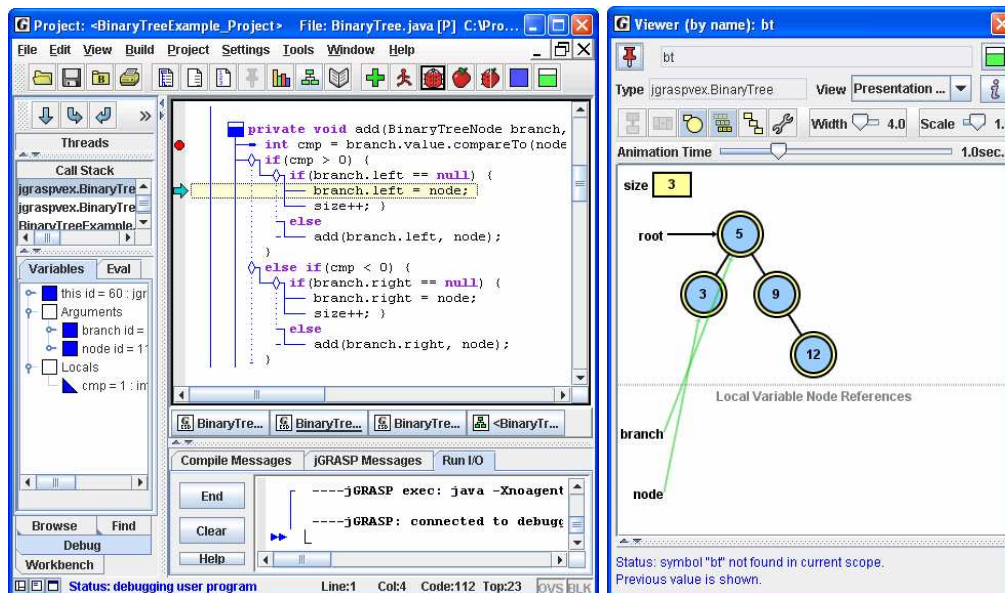 Project: <BinaryTreeExample_Project> File: BinaryTree.java [P] C:\Pro...
File Edit View Build Project Settings Tools Window Help
Threads
Call Stack
jgraspvex.BinaryTre
jgraspvex.BinaryTre
BinaryTreeExample.
Variables Eval
this id = 60 : jgr
Arguments
branch id =
node id = 11
Locals
cmp = 1 : in
Browse Find
Debug
Workbench
private void add(BinaryTreeNode branch,
int cmp = branch.value.compareTo(node
if(cmp > 0) {
if(branch.left == null) {
branch.left = node;
size++; }
else
add(branch.left, node);
}
else if(cmp < 0) {
if(branch.right == null) {
branch.right = node;
size++; }
else
add(branch.right, node);
}
BinaryTre... BinaryTre... BinaryTre... <BinaryTr...
Compile Messages jGRASP Messages Run I/O
End
Clear
Help
----jGRASP exec: java -Xnoagent
----jGRASP: connected to debugg
Status: debugging user program Line:1 Col:4 Code:112 Top:23 OVS BLK
Viewer (by name): bt
bt
Type jgraspvex.BinaryTree View Presentation ...
Width 4.0 Scale 1.
Animation Time 1.0sec.
size 3
root 5
3 9
12
Local Variable Node References
branch
node
Status: symbol "bt" not found in current scope.
Previous value is shown.